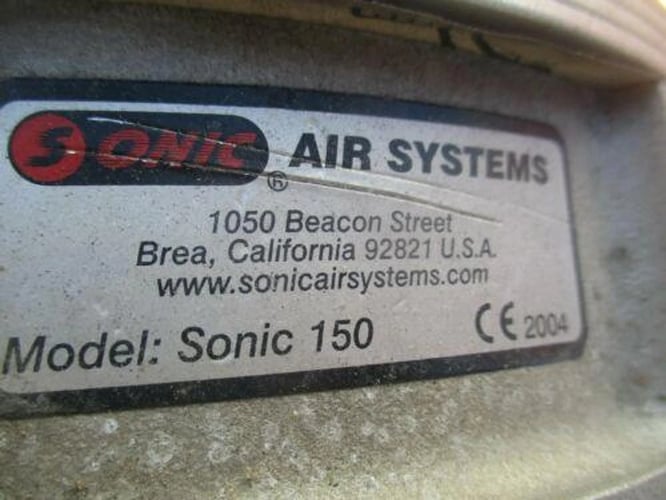 SONIC® AIR SYSTEMS
1050 Beacon Street
Brea, California 92821 U.S.A.
www.sonicairsystems.com
Model: Sonic 150 CE 2004